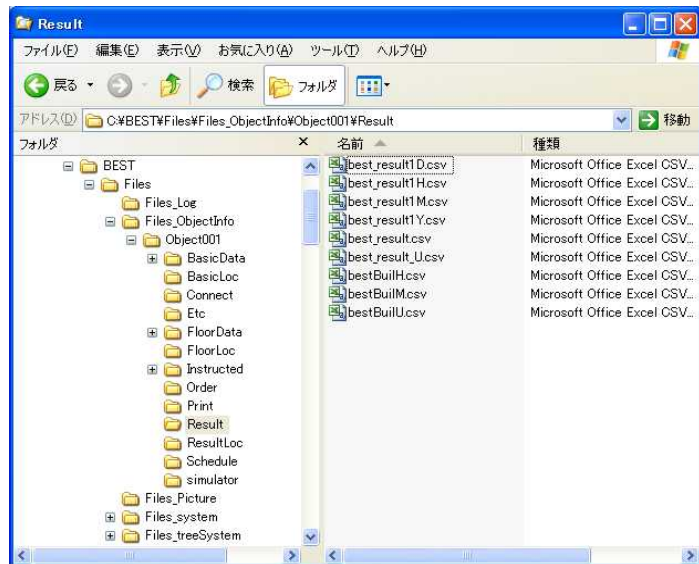 Result
ファイル(F) 編集(E) 表示(V) お気に入り(A) ツール(T) ヘルプ(H)
戻る 検索 フォルダ
アドレス(D) C:¥BEST¥Files¥Files_ObjectInfo¥Object001¥Result 移動
フォルダ × 名前 種類
BEST
Files
Files_Log
Files_ObjectInfo
Object001
BasicData
BasicLoc
Connect
Etc
FloorData
FloorLoc
Instructed
Order
Print
Result
ResultLoc
Schedule
simulator
Files_Picture
Files_system
Files_treeSystem
best_result1D.csv Microsoft Office Excel CSV...
best_result1H.csv Microsoft Office Excel CSV...
best_result1M.csv Microsoft Office Excel CSV...
best_result1Y.csv Microsoft Office Excel CSV...
best_result.csv Microsoft Office Excel CSV...
best_result_U.csv Microsoft Office Excel CSV...
bestBuilH.csv Microsoft Office Excel CSV...
bestBuilM.csv Microsoft Office Excel CSV...
bestBuilU.csv Microsoft Office Excel CSV...